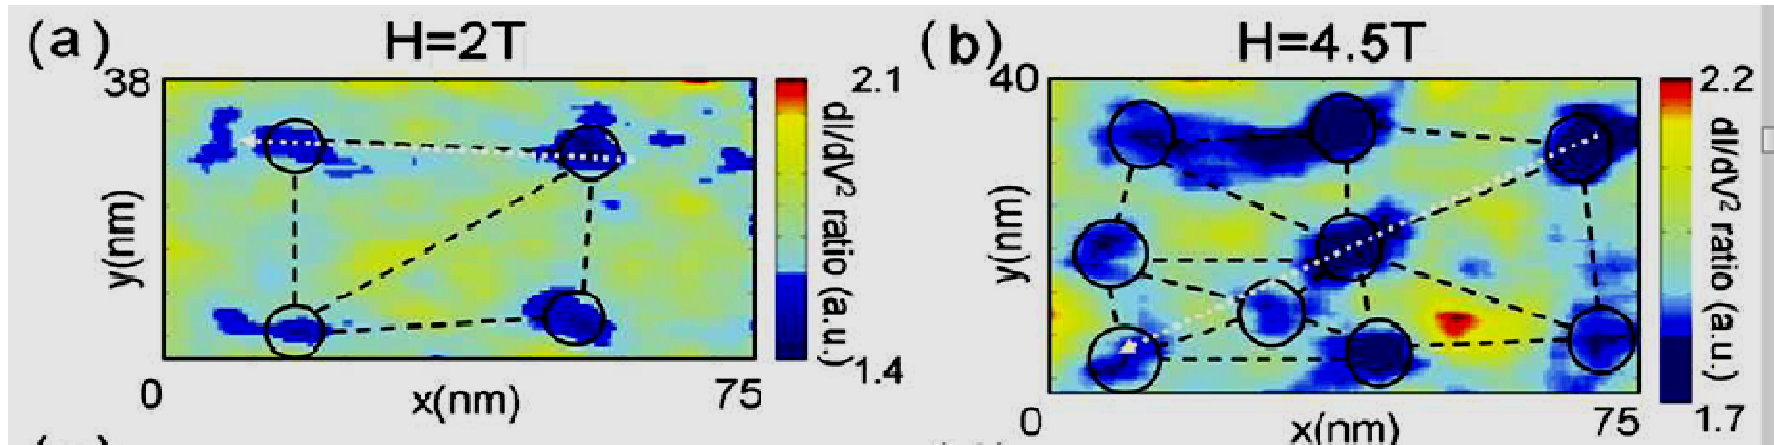 (a) H=2T
38
y(nm)
0
x(nm)
75
2.1
dI/dV² ratio (a.u.)
1.4
(b) H=4.5T
40
y(nm)
0
x(nm)
75
2.2
dI/dV² ratio (a.u.)
1.7